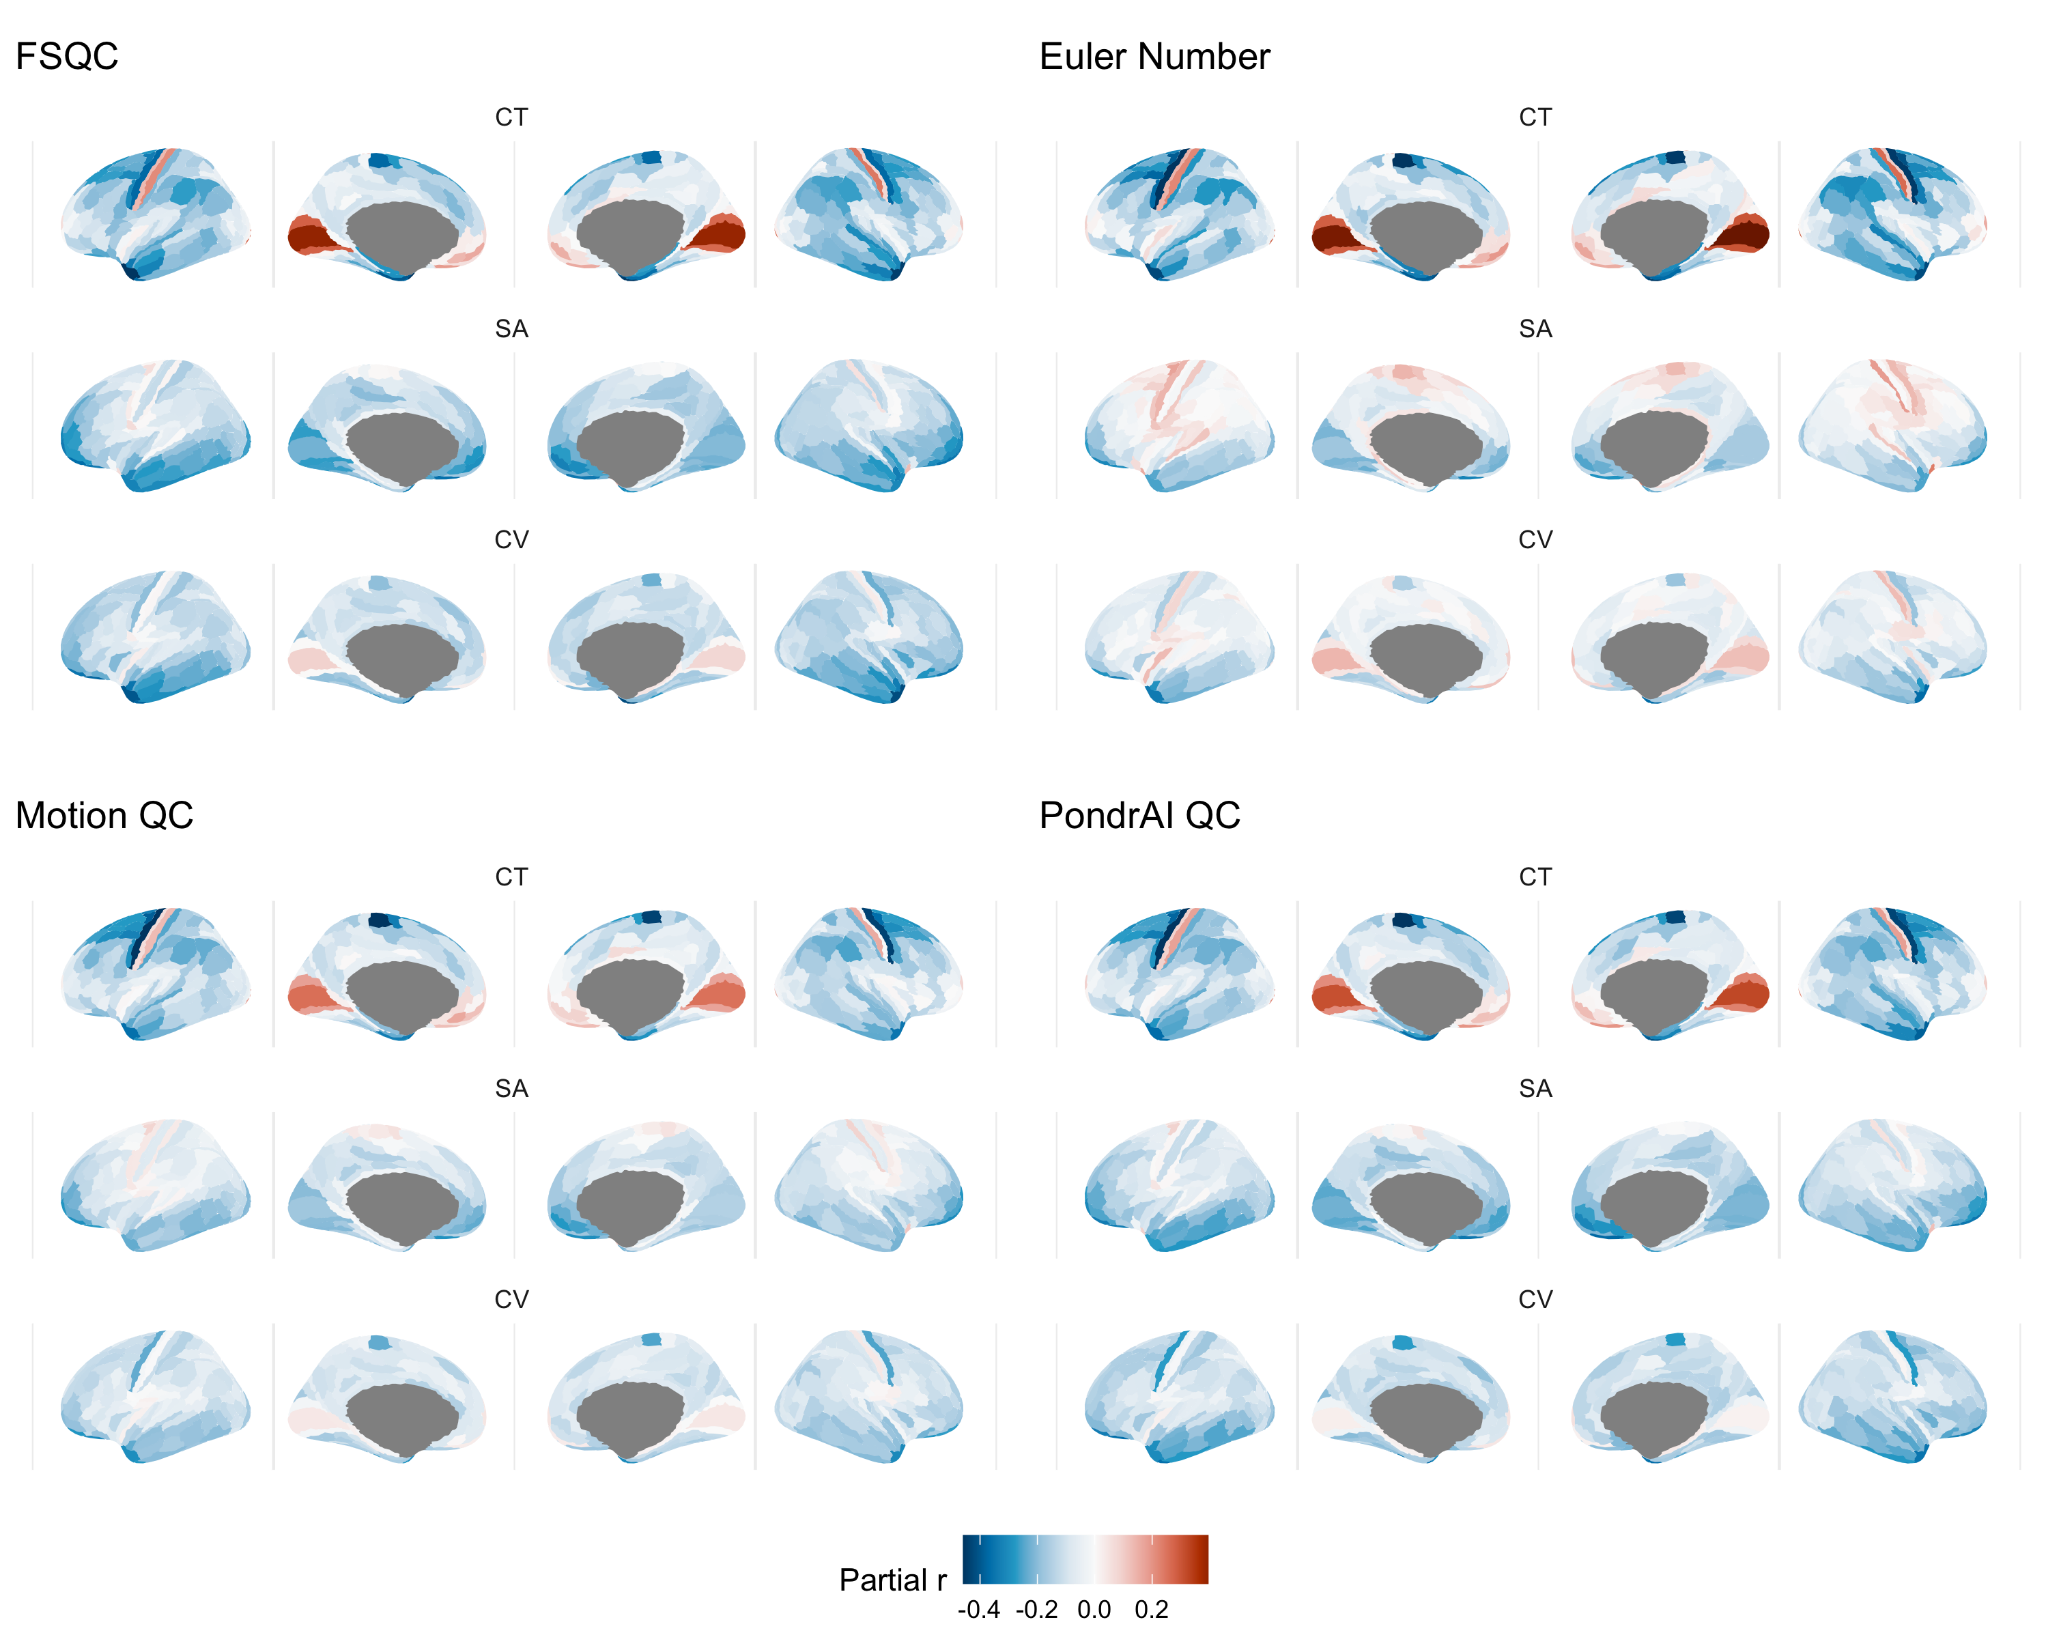 FSQC
Euler Number
CT
CT
SA
SA
CV
CV
Motion QC
PondrAI QC
CT
CT
SA
SA
CV
CV
Partial r
-0.4 -0.2 0.0 0.2